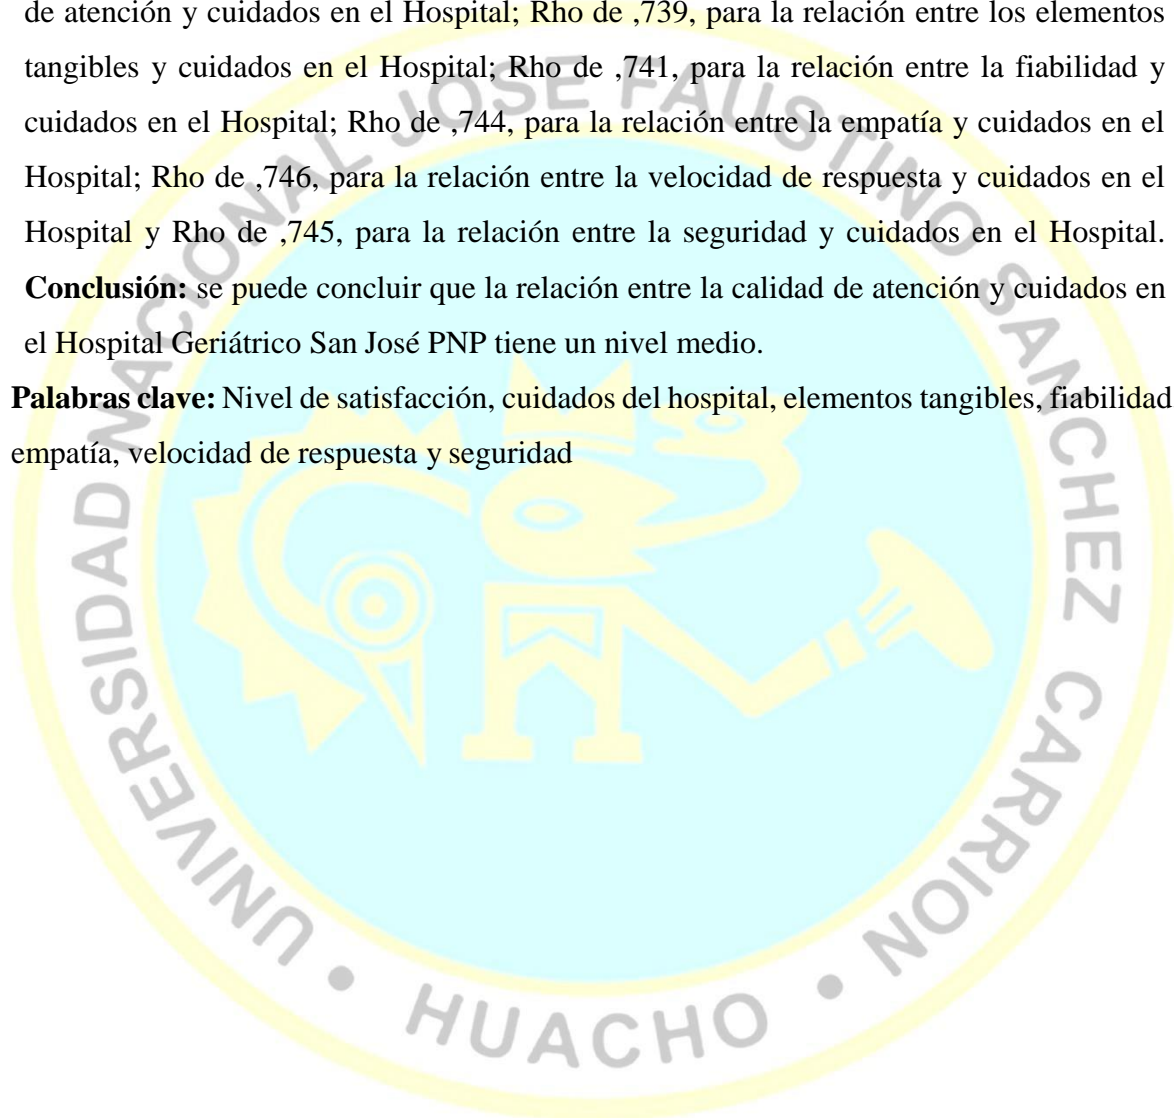 de atención y cuidados en el Hospital; Rho de ,739, para la relación entre los elementos
tangibles y cuidados en el Hospital; Rho de ,741, para la relación entre la fiabilidad y
cuidados en el Hospital; Rho de ,744, para la relación entre la empatía y cuidados en el
Hospital; Rho de ,746, para la relación entre la velocidad de respuesta y cuidados en el
Hospital y Rho de ,745, para la relación entre la seguridad y cuidados en el Hospital.
Conclusión: se puede concluir que la relación entre la calidad de atención y cuidados en
el Hospital Geriátrico San José PNP tiene un nivel medio.
Palabras clave: Nivel de satisfacción, cuidados del hospital, elementos tangibles, fiabilidad
empatía, velocidad de respuesta y seguridad
UNIVERSIDAD NACIONAL JOSE FAUSTINO SANCHEZ CARRION
• HUACHO •